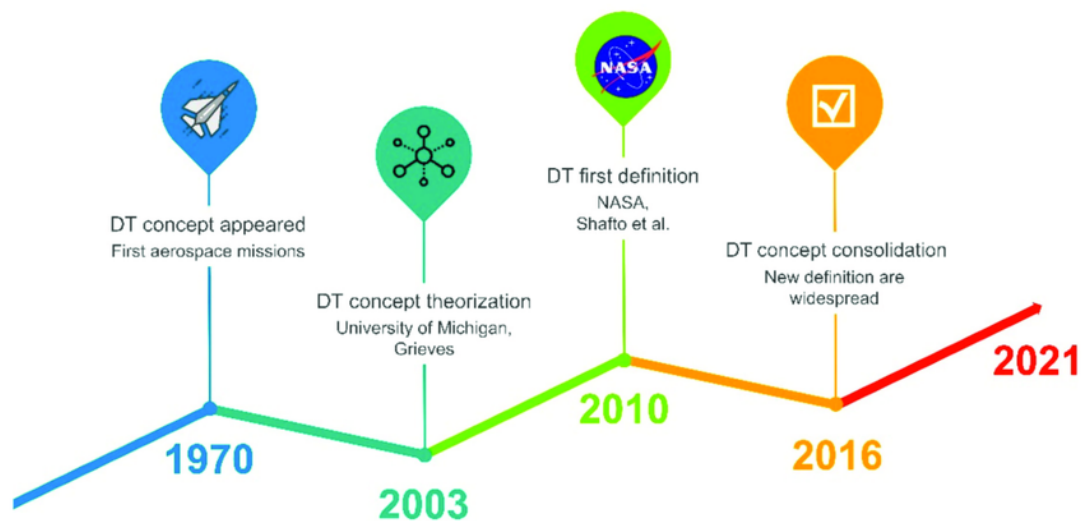 DT concept appeared
First aerospace missions
1970
DT concept theorization
University of Michigan,
Grieves
2003
NASA
DT first definition
NASA,
Shafto et al.
2010
DT concept consolidation
New definition are
widespread
2016
2021